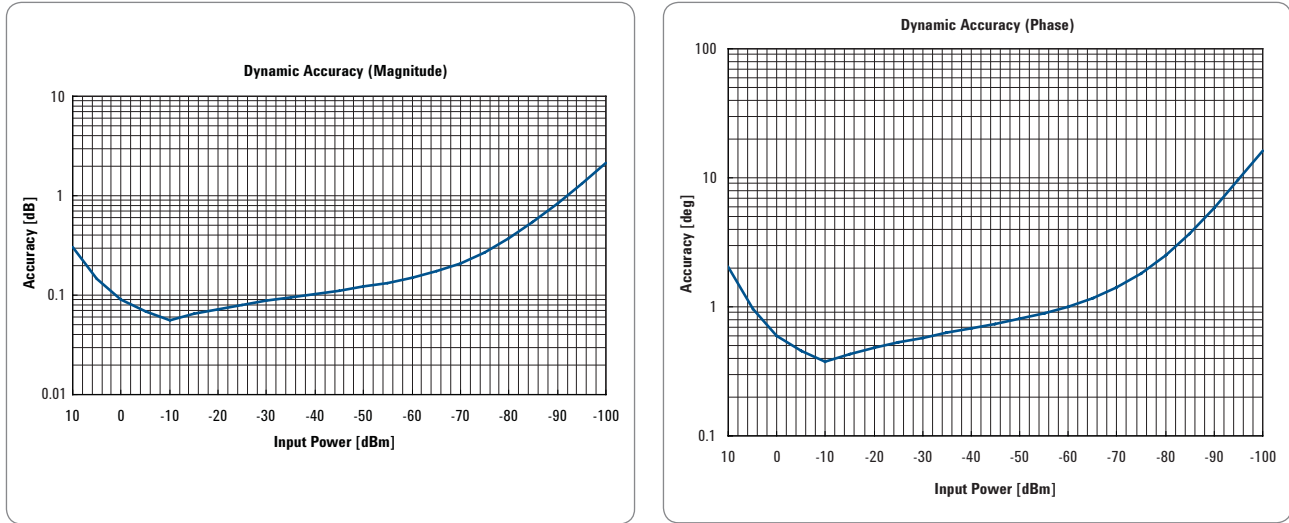 Dynamic Accuracy (Magnitude)
10
1
0.1
0.01
Accuracy [dB]
10 0 -10 -20 -30 -40 -50 -60 -70 -80 -90 -100
Input Power [dBm]
Dynamic Accuracy (Phase)
100
10
1
0.1
Accuracy [deg]
10 0 -10 -20 -30 -40 -50 -60 -70 -80 -90 -100
Input Power [dBm]